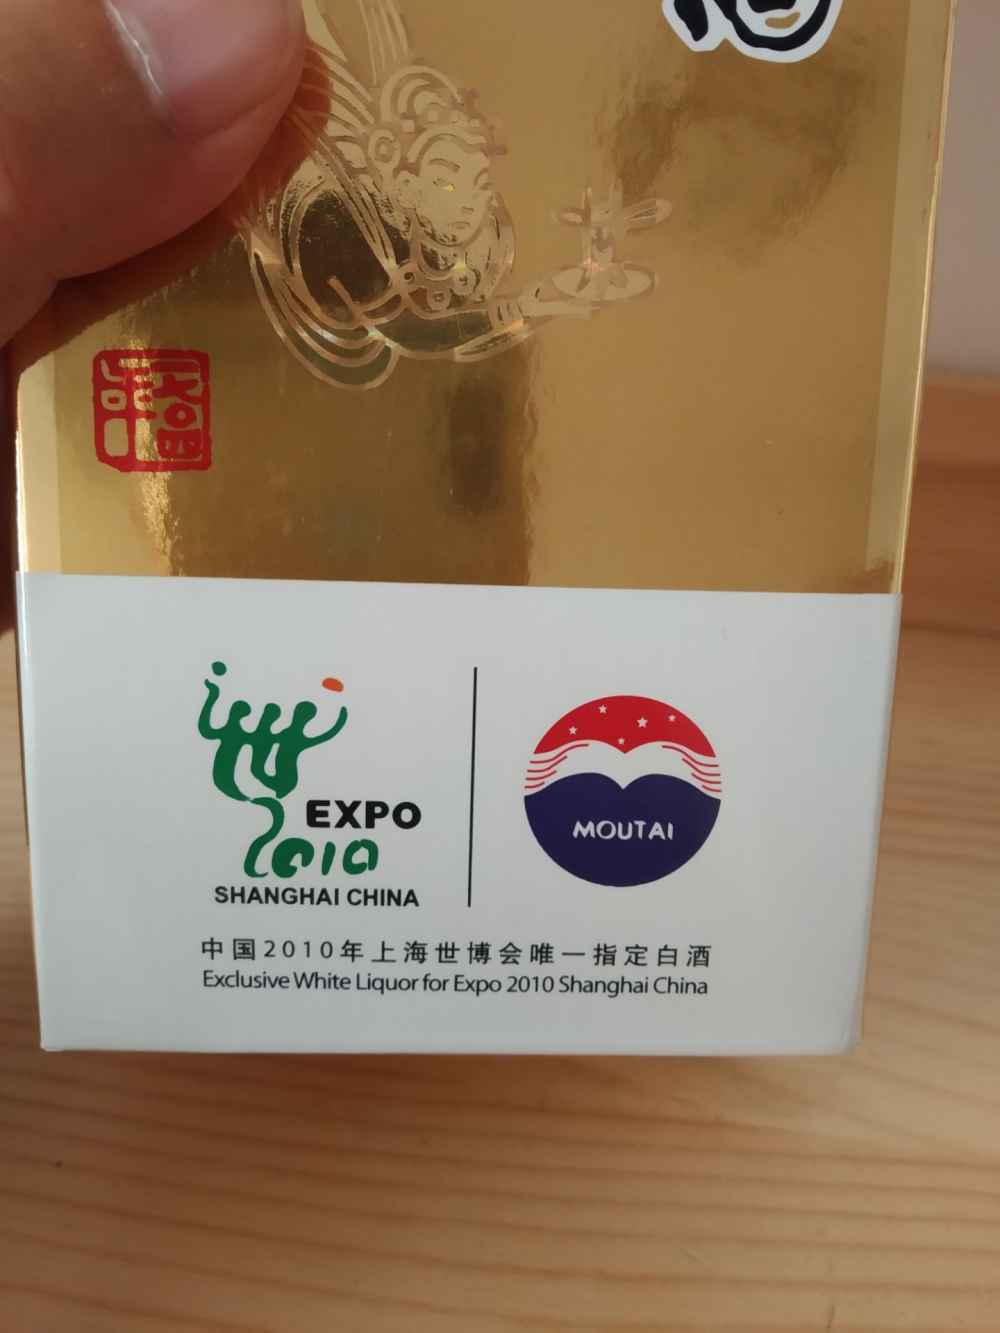 EXPO
2010
SHANGHAI CHINA
MOUTAI
中国2010年上海世博会唯一指定白酒
Exclusive White Liquor for Expo 2010 Shanghai China